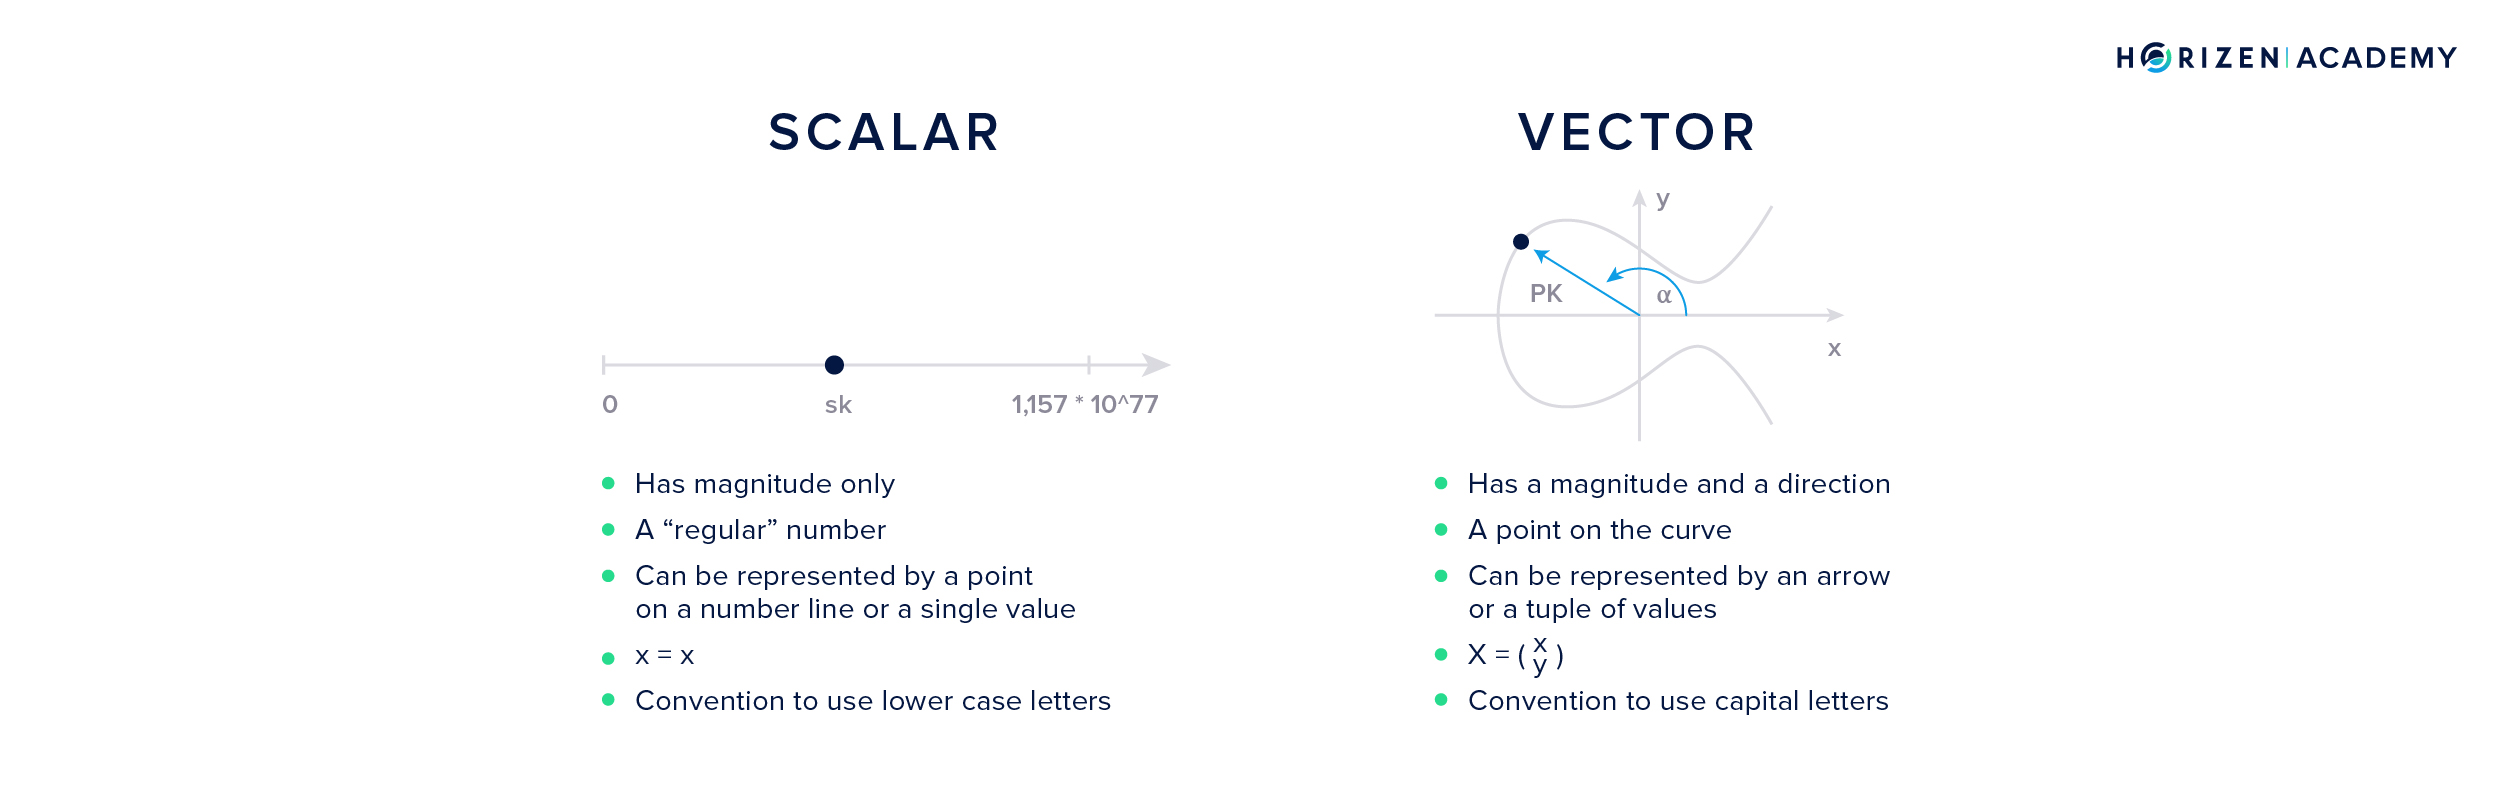 HORIZEN | ACADEMY
SCALAR
0
sk
1,157 * 10^77
Has magnitude only
A “regular” number
Can be represented by a point
on a number line or a single value
x = x
Convention to use lower case letters
VECTOR
y
PK
α
x
Has a magnitude and a direction
A point on the curve
Can be represented by an arrow
or a tuple of values
X = ( x
y )
Convention to use capital letters